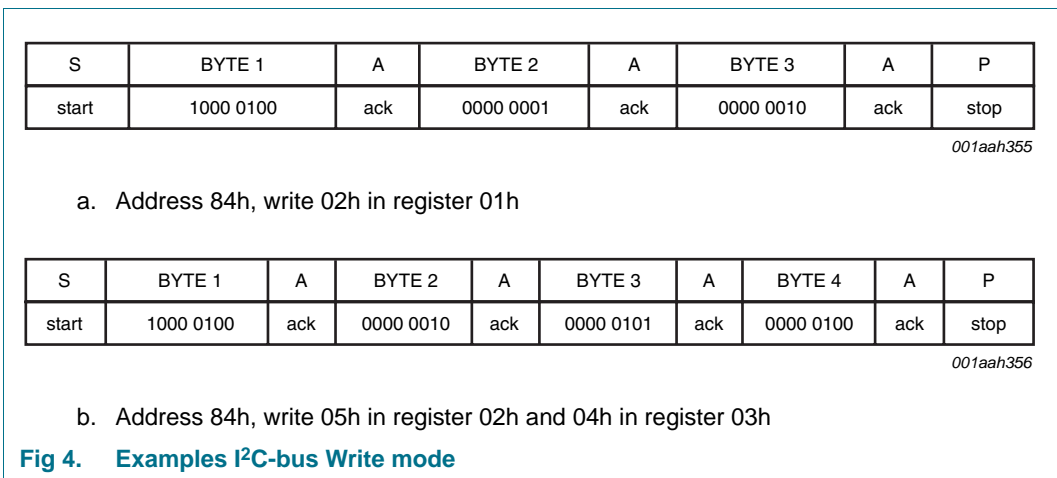 S BYTE 1 A BYTE 2 A BYTE 3 A P
start 1000 0100 ack 0000 0001 ack 0000 0010 ack stop
001aah355
a. Address 84h, write 02h in register 01h
S BYTE 1 A BYTE 2 A BYTE 3 A BYTE 4 A P
start 1000 0100 ack 0000 0010 ack 0000 0101 ack 0000 0100 ack stop
001aah356
b. Address 84h, write 05h in register 02h and 04h in register 03h
Fig 4. Examples I²C-bus Write mode